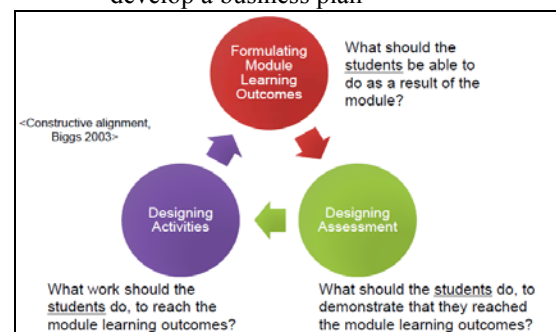 develop a business plan
Formulating
Module
Learning
Outcomes
What should the
students be able to
do as a result of the
module?
<Constructive alignment,
Biggs 2003>
Designing
Activities
Designing
Assessment
What work should the
students do, to reach the
module learning outcomes?
What should the students do, to
demonstrate that they reached
the module learning outcomes?